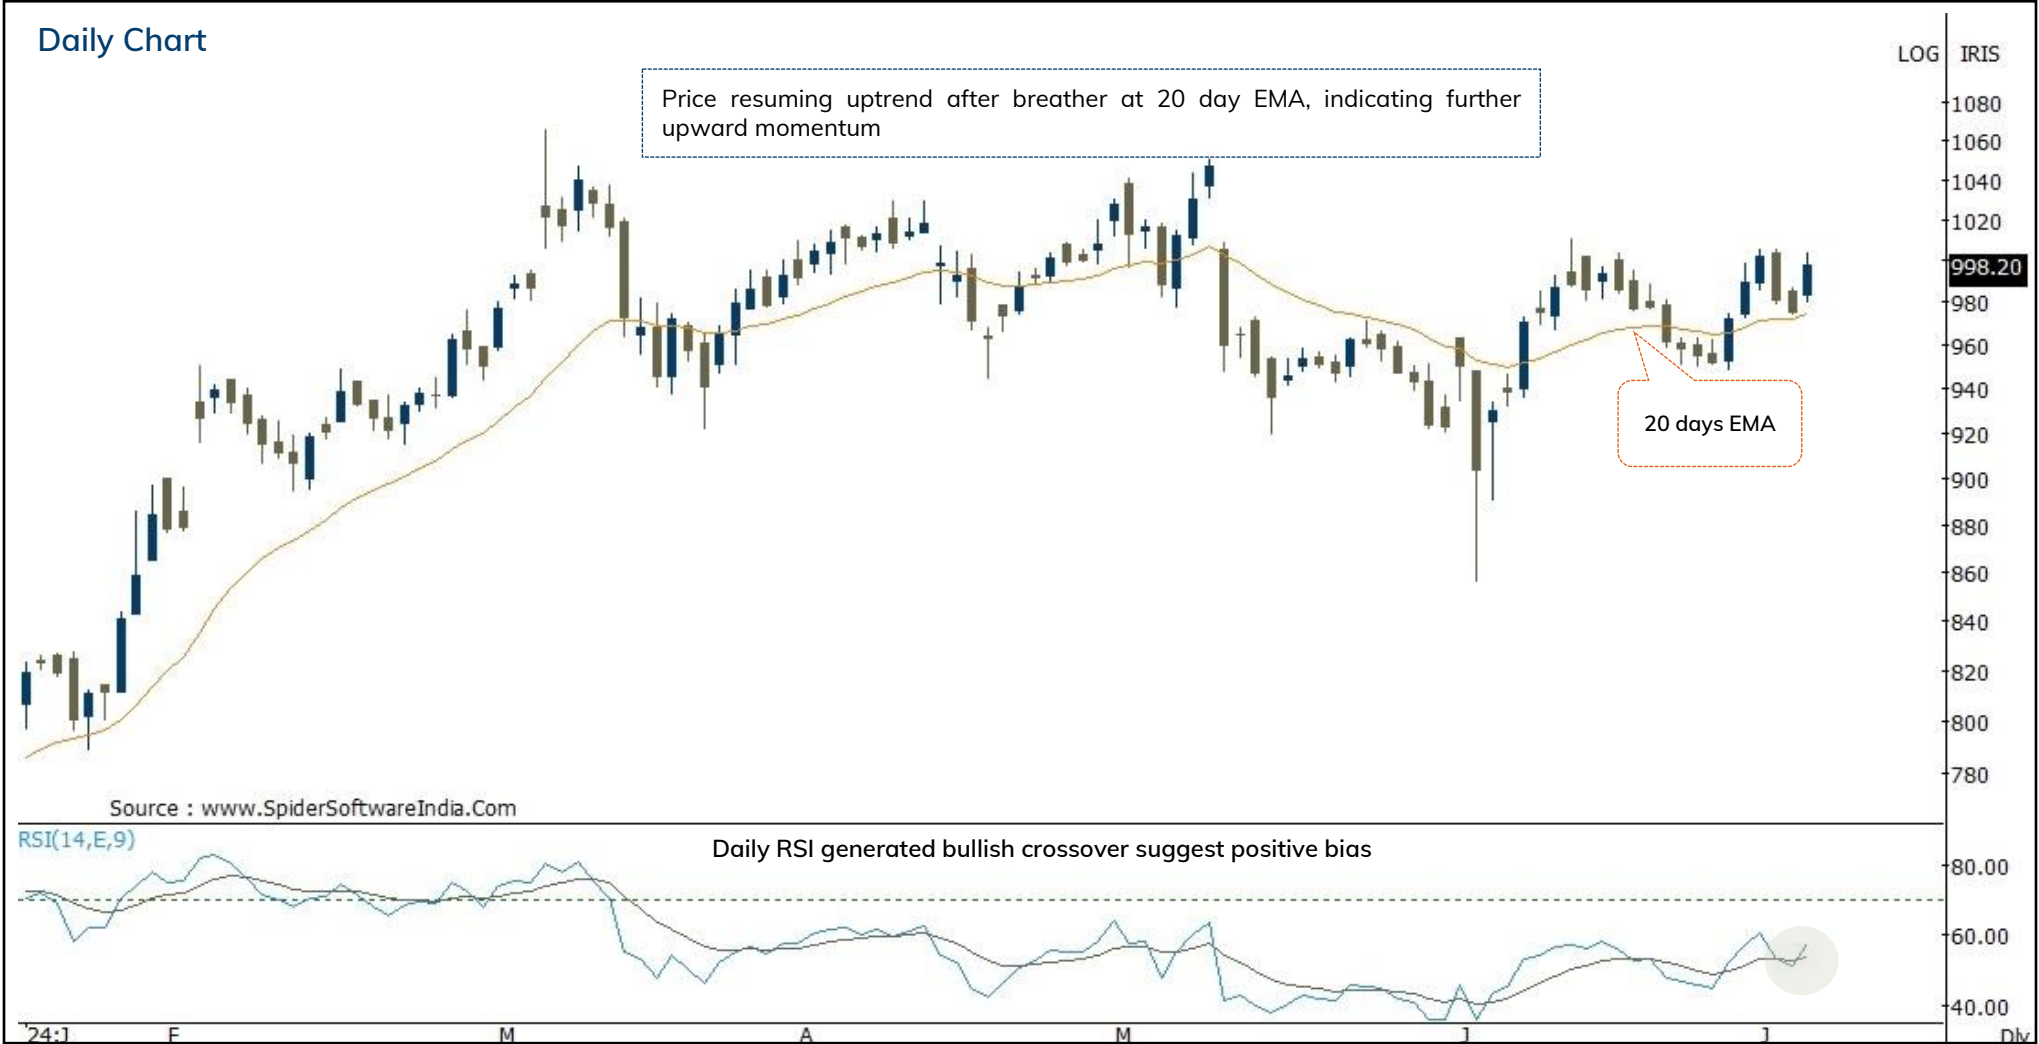 Daily Chart
LOG IRIS
Price resuming uptrend after breather at 20 day EMA, indicating further
upward momentum
1080
1060
1040
1020
998.20
980
960
940
20 days EMA
920
900
880
860
840
820
800
780
Source : www.SpiderSoftwareIndia.Com
RSI(14,E,9)
Daily RSI generated bullish crossover suggest positive bias
80.00
60.00
40.00
24:J F M A M J J Dly